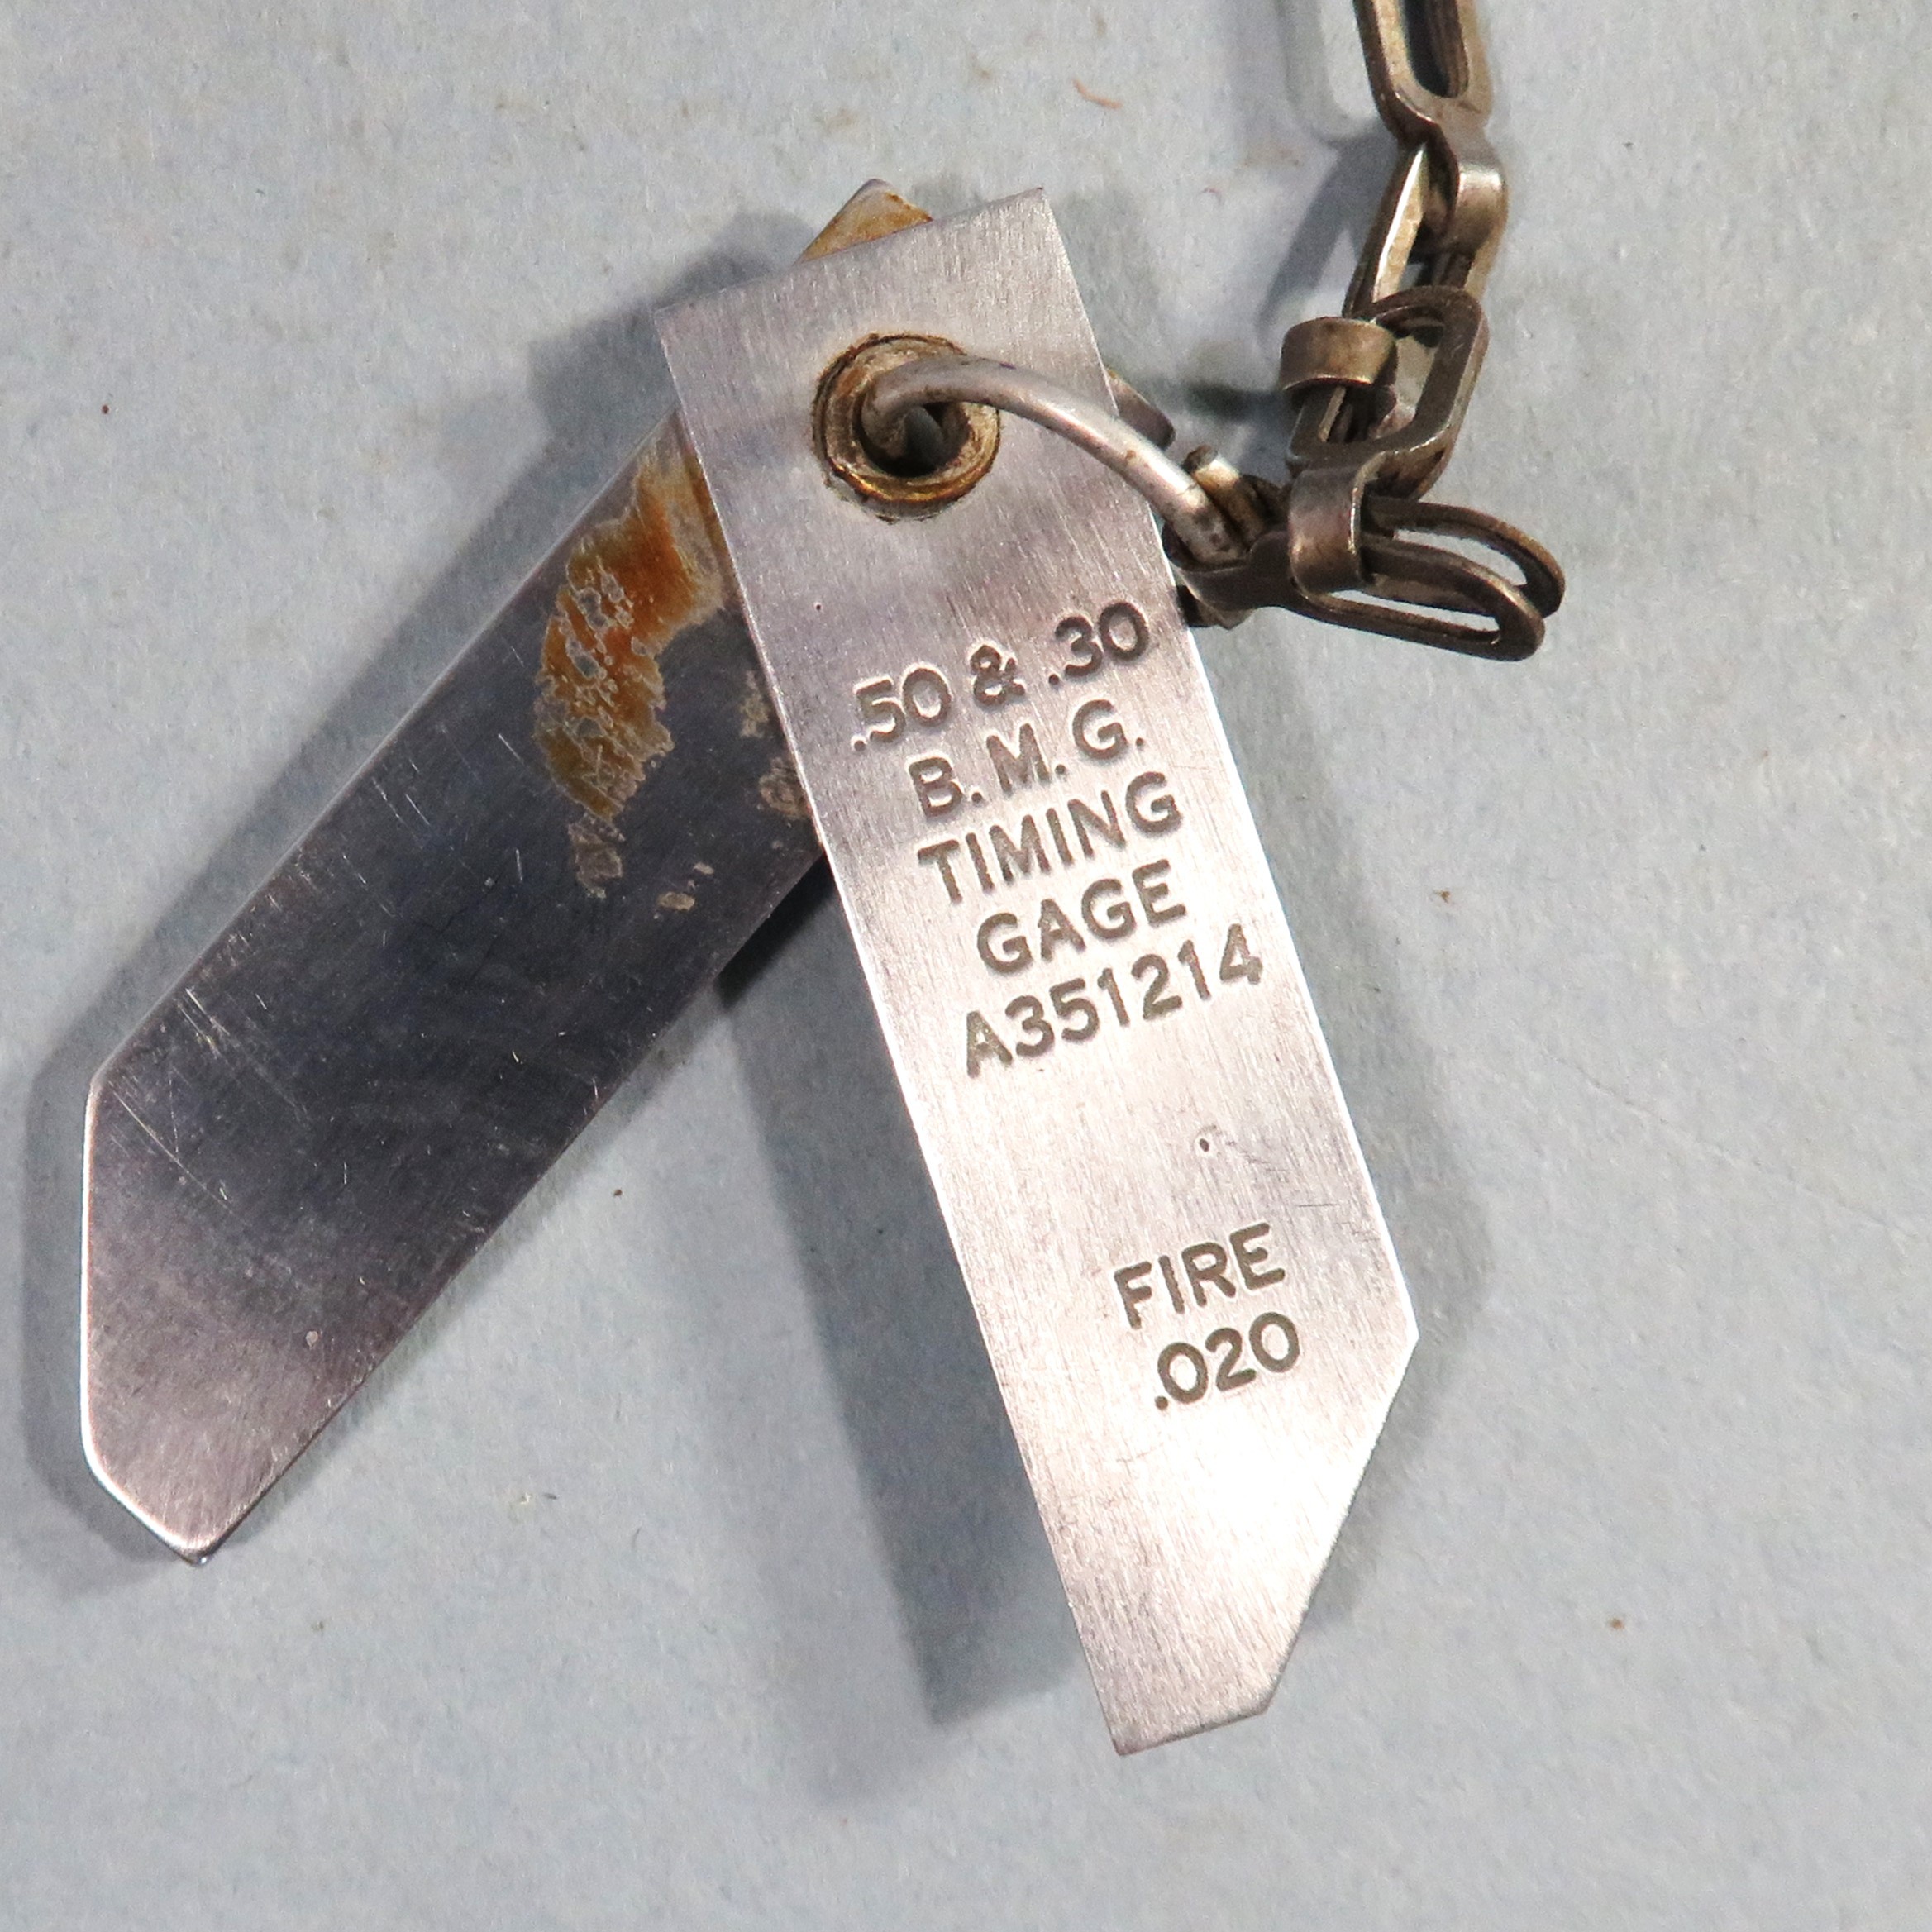 .50 & .30
B. M. G.
TIMING
GAGE
A351214
FIRE
.020